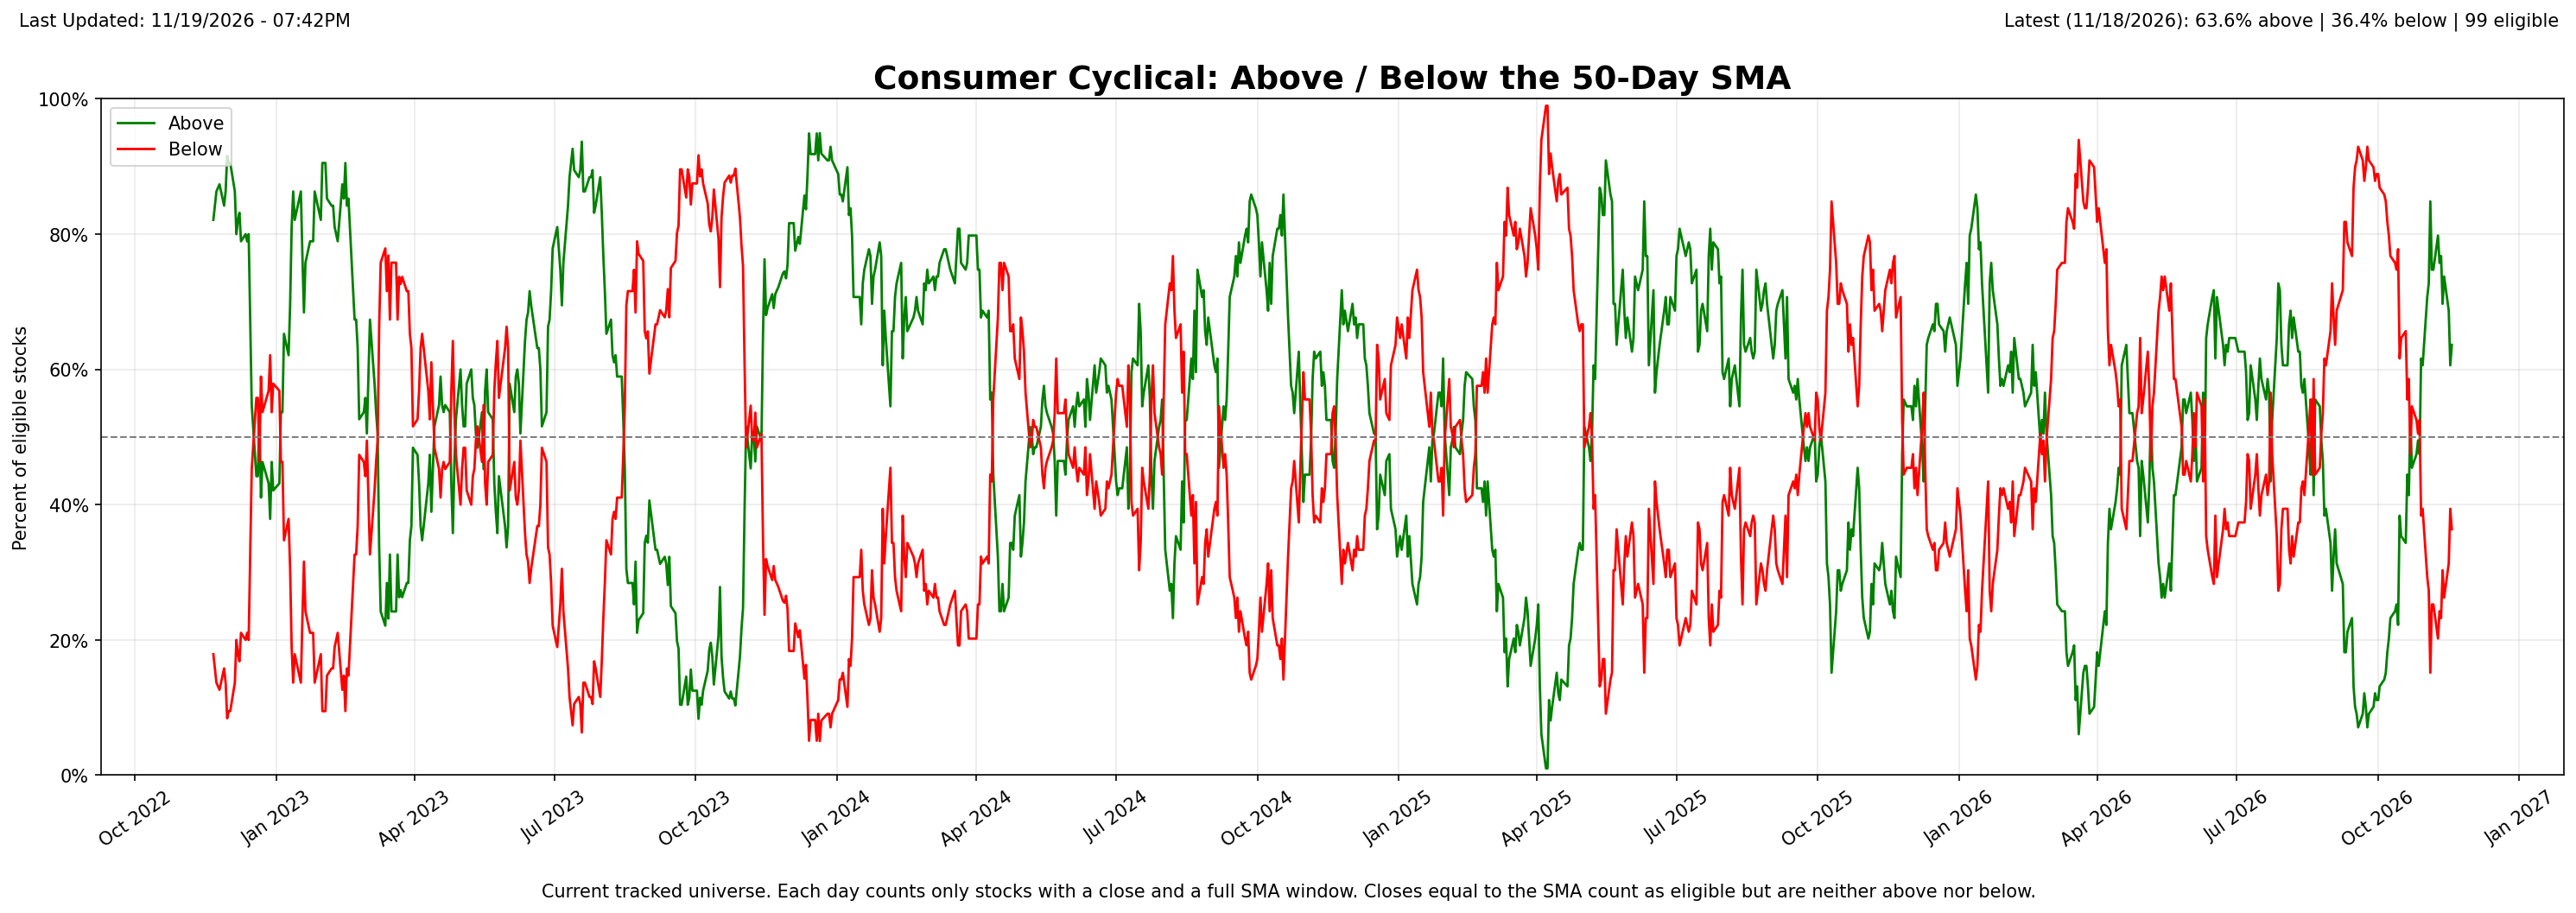 Last Updated: 11/19/2026 - 07:42PM
Latest (11/18/2026): 63.6% above | 36.4% below | 99 eligible
Consumer Cyclical: Above / Below the 50-Day SMA
Above
Below
Percent of eligible stocks
100%
80%
60%
40%
20%
0%
Oct 2022
Jan 2023
Apr 2023
Jul 2023
Oct 2023
Jan 2024
Apr 2024
Jul 2024
Oct 2024
Jan 2025
Apr 2025
Jul 2025
Oct 2025
Jan 2026
Apr 2026
Jul 2026
Oct 2026
Jan 2027
Current tracked universe. Each day counts only stocks with a close and a full SMA window. Closes equal to the SMA count as eligible but are neither above nor below.